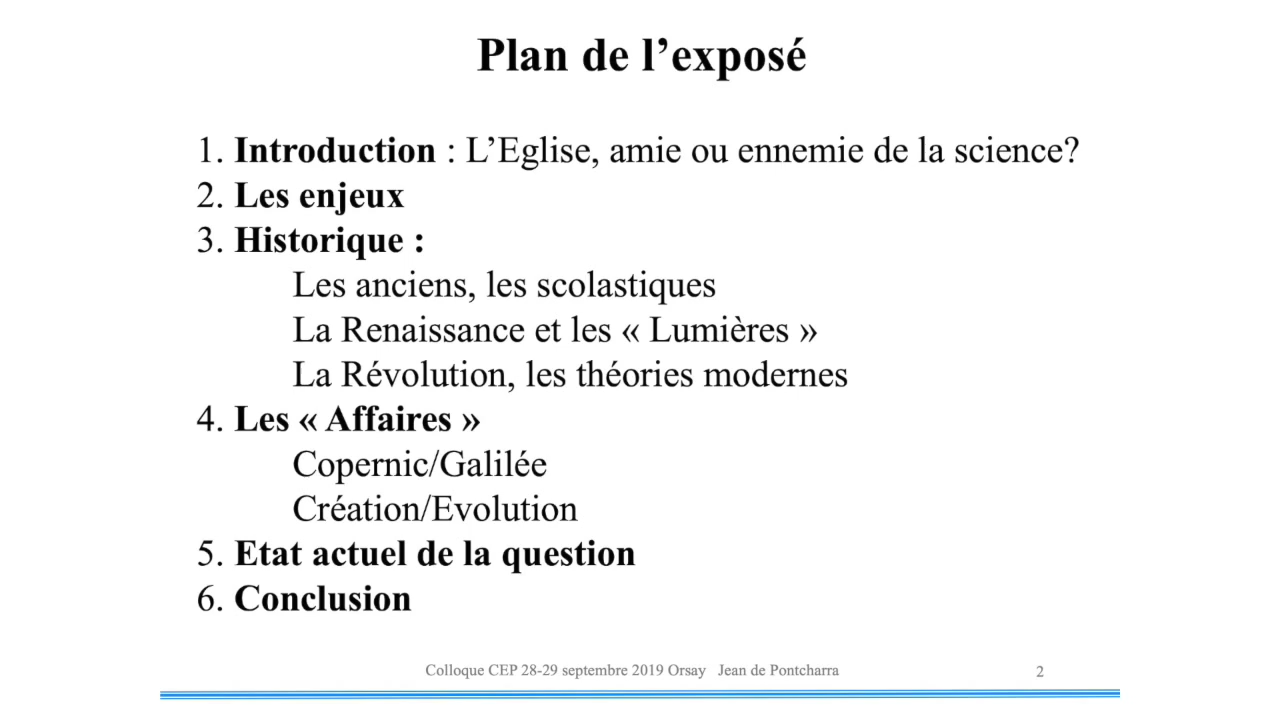 Plan de l’exposé
1. Introduction : L’Eglise, amie ou ennemie de la science?
2. Les enjeux
3. Historique :
Les anciens, les scolastiques
La Renaissance et les « Lumières »
La Révolution, les théories modernes
4. Les « Affaires »
Copernic/Galilée
Création/Evolution
5. Etat actuel de la question
6. Conclusion
Colloque CEP 28-29 septembre 2019 Orsay Jean de Pontcharra 2